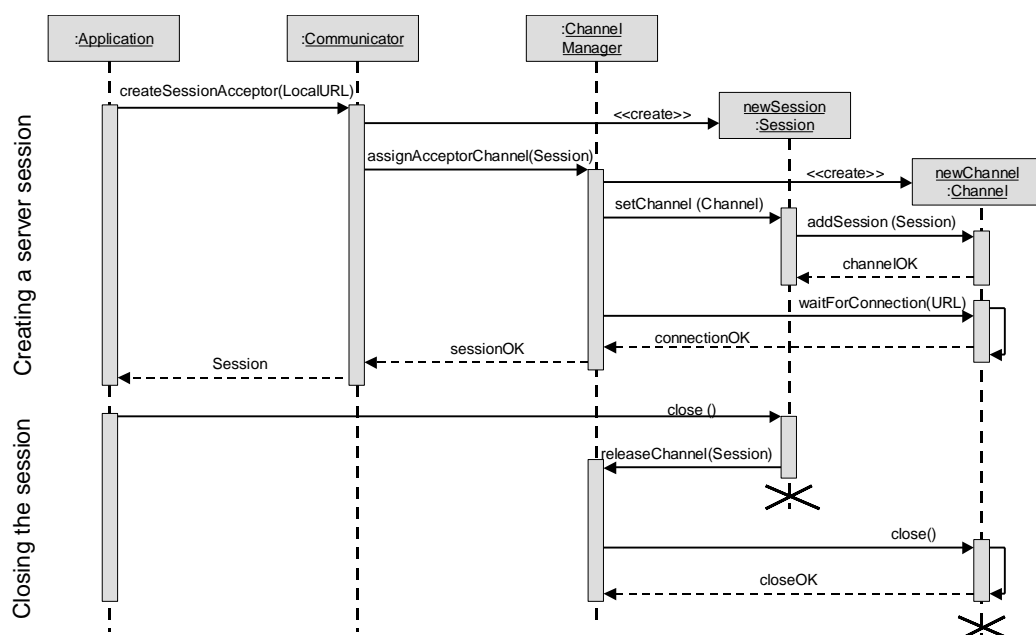 :Application
:Communicator
:Channel
Manager
createSessionAcceptor(LocalURL)
<<create>>
newSession
:Session
assignAcceptorChannel(Session)
<<create>>
newChannel
:Channel
setChannel (Channel)
addSession (Session)
channelOK
waitForConnection(URL)
connectionOK
sessionOK
Session
Creating a server session
close ()
releaseChannel(Session)
close()
closeOK
Closing the session